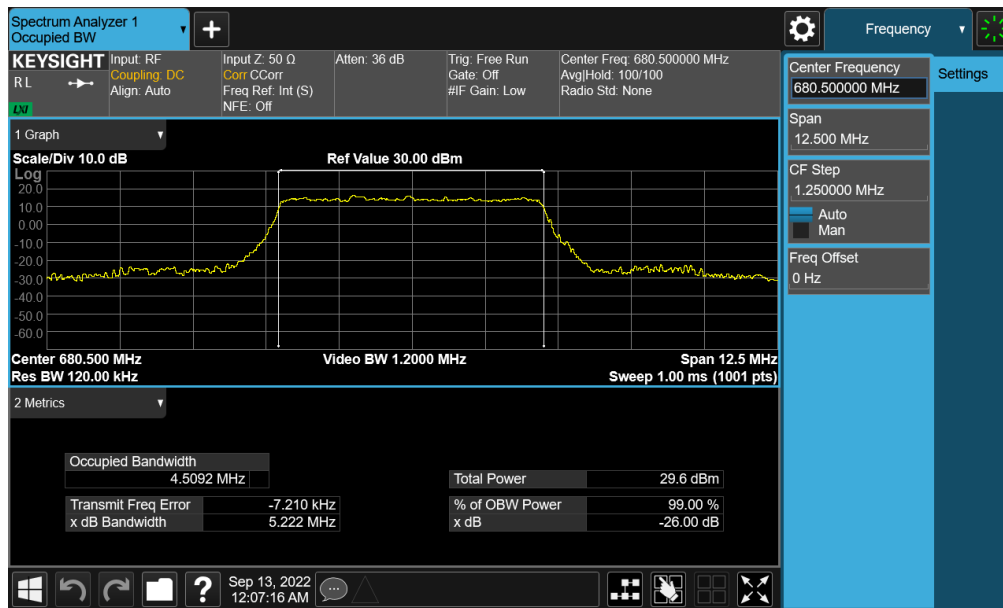 Spectrum Analyzer 1
Occupied BW
+
Frequency
KEYSIGHT
RL
LXI
Input: RF
Coupling: DC
Align: Auto
Input Z: 50 Ω
Corr CCorr
Freq Ref: Int (S)
NFE: Off
Atten: 36 dB
Trig: Free Run
Gate: Off
#IF Gain: Low
Center Freq: 680.500000 MHz
Avg|Hold: 100/100
Radio Std: None
Center Frequency
680.500000 MHz
Settings
Span
12.500 MHz
CF Step
1.250000 MHz
Auto
Man
Freq Offset
0 Hz
1 Graph
Scale/Div 10.0 dB
Ref Value 30.00 dBm
Log
20.0
10.0
0.00
-10.0
-20.0
-30.0
-40.0
-50.0
-60.0
Center 680.500 MHz
Video BW 1.2000 MHz
Span 12.5 MHz
Res BW 120.00 kHz
Sweep 1.00 ms (1001 pts)
2 Metrics
Occupied Bandwidth
4.5092 MHz
Total Power 29.6 dBm
Transmit Freq Error -7.210 kHz
% of OBW Power 99.00 %
x dB Bandwidth 5.222 MHz
x dB -26.00 dB
?
Sep 13, 2022
12:07:16 AM